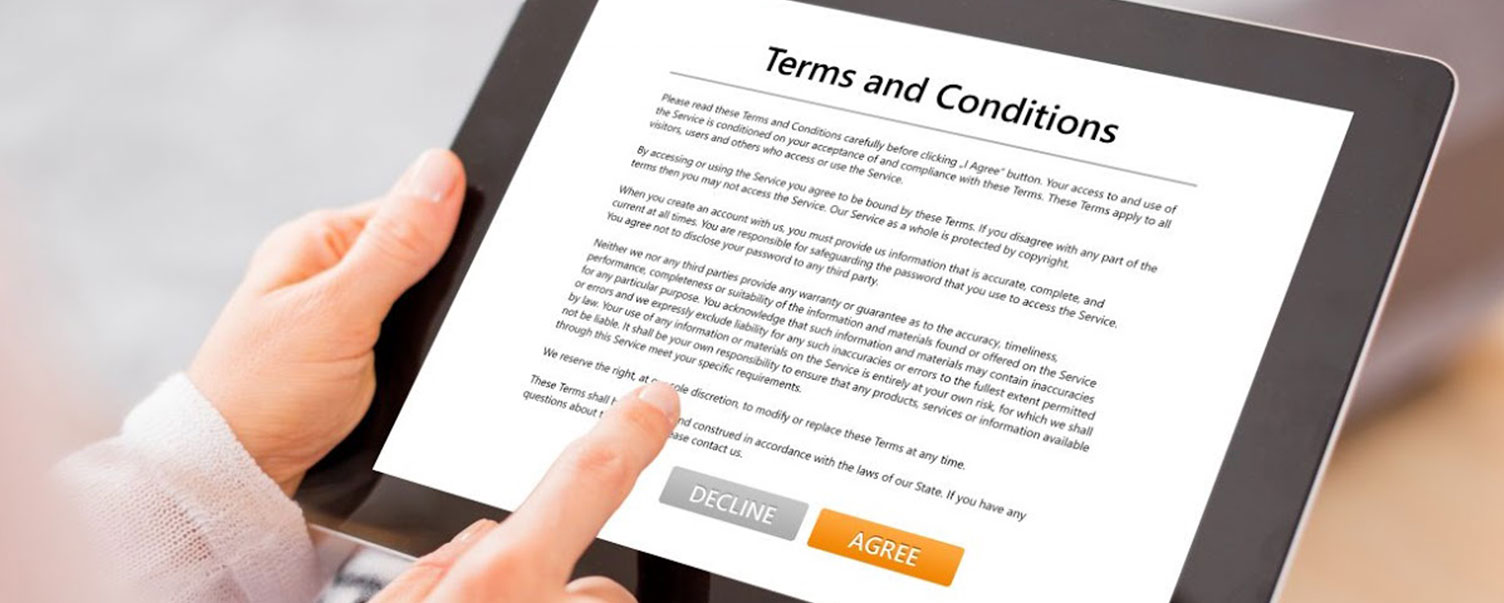 Terms and Conditions
Please read these Terms and Conditions carefully before clicking „I Agree" button. Your access to and use of
the Service is conditioned on your acceptance of and compliance with these Terms. These Terms apply to all
visitors, users and others who access or use the Service.
By accessing or using the Service you agree to be bound by these Terms. If you disagree with any part of the
terms then you may not access the Service. Our Service as a whole is protected by copyright.
When you create an account with us, you must provide us information that is accurate, complete, and
current at all times. You are responsible for safeguarding the password that you use to access the Service.
You agree not to disclose your password to any third party.
Neither we nor any third parties provide any warranty or guarantee as to the accuracy, timeliness,
performance, completeness or suitability of the information and materials found or offered on the Service
for any particular purpose. You acknowledge that such information and materials may contain inaccuracies
or errors and we expressly exclude liability for any such inaccuracies or errors to the fullest extent permitted
by law. Your use of any information or materials on the Service is entirely at your own risk, for which we shall
not be liable. It shall be your own responsibility to ensure that any products, services or information available
through this Service meet your specific requirements.
We reserve the right, at sole discretion, to modify or replace these Terms at any time.
These Terms shall and construed in accordance with the laws of our State. If you have any
questions about contact us.
DECLINE
AGREE